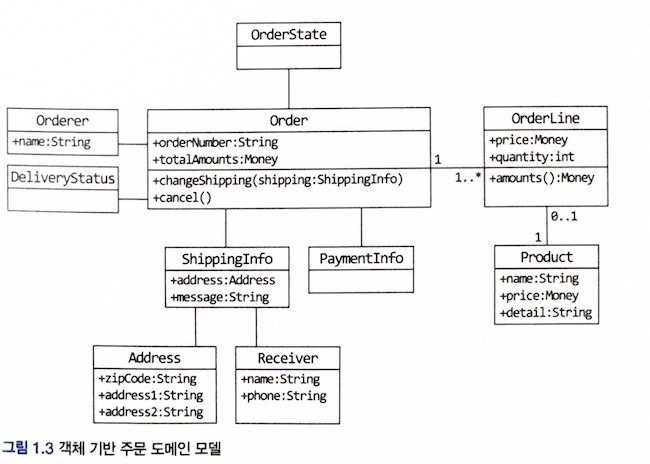 OrderState
Orderer
+name:String
DeliveryStatus
Order
+orderNumber:String
+totalAmounts:Money
+changeShipping(shipping:ShippingInfo)
+cancel()
1
1..*
OrderLine
+price:Money
+quantity:int
+amounts():Money
0..1
1
Product
+name:String
+price:Money
+detail:String
ShippingInfo
+address:Address
+message:String
PaymentInfo
Address
+zipCode:String
+address1:String
+address2:String
Receiver
+name:String
+phone:String
그림 1.3 객체 기반 주문 도메인 모델